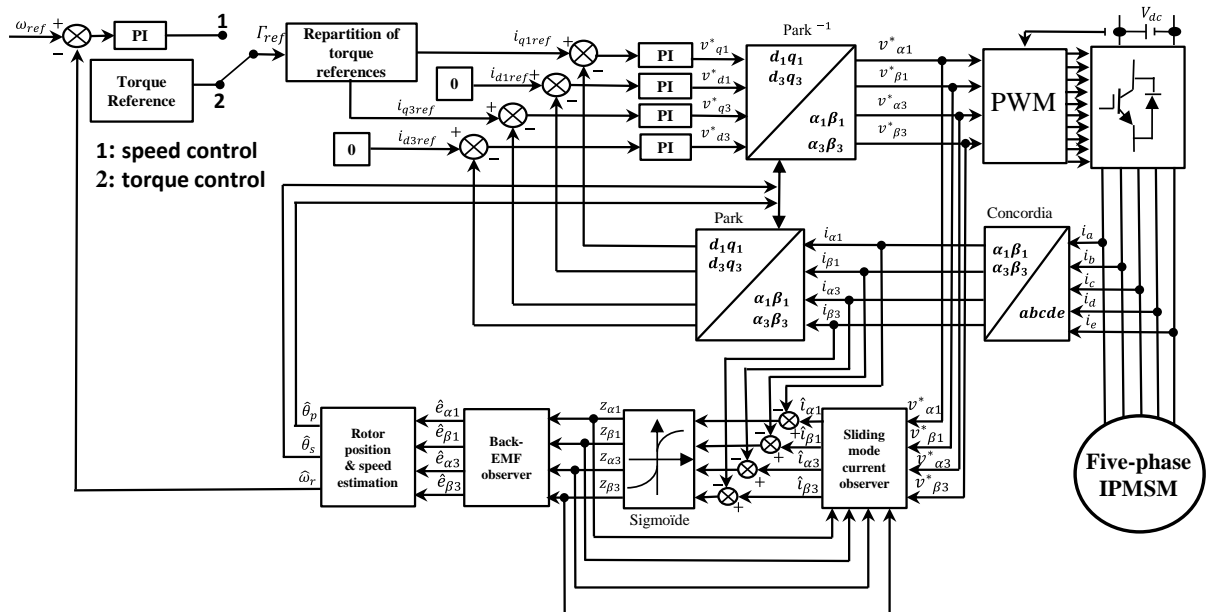 ω_ref + −
PI
1
Γ_ref
Torque
Reference
2
Repartition of
torque
references
1: speed control
2: torque control
i_q1ref + −
0
i_d1ref + −
i_q3ref + −
0
i_d3ref + −
PI
PI
PI
PI
v*_q1
v*_d1
v*_q3
v*_d3
Park ⁻¹
d₁q₁
d₃q₃
α₁β₁
α₃β₃
v*_α1
v*_β1
v*_α3
v*_β3
PWM
V_dc
Park
d₁q₁
d₃q₃
α₁β₁
α₃β₃
i_α1
i_β1
i_α3
i_β3
Concordia
α₁β₁
α₃β₃
abcde
i_a
i_b
i_c
i_d
i_e
θ̂_p
θ̂_s
ω̂_r
Rotor
position
& speed
estimation
ê_α1
ê_β1
ê_α3
ê_β3
Back-
EMF
observer
z_α1
z_β1
z_α3
z_β3
Sigmoïde
− +
− +
− +
− +
î_α1
î_β1
î_α3
î_β3
Sliding
mode
current
observer
v*_α1
v*_β1
v*_α3
v*_β3
Five-phase
IPMSM